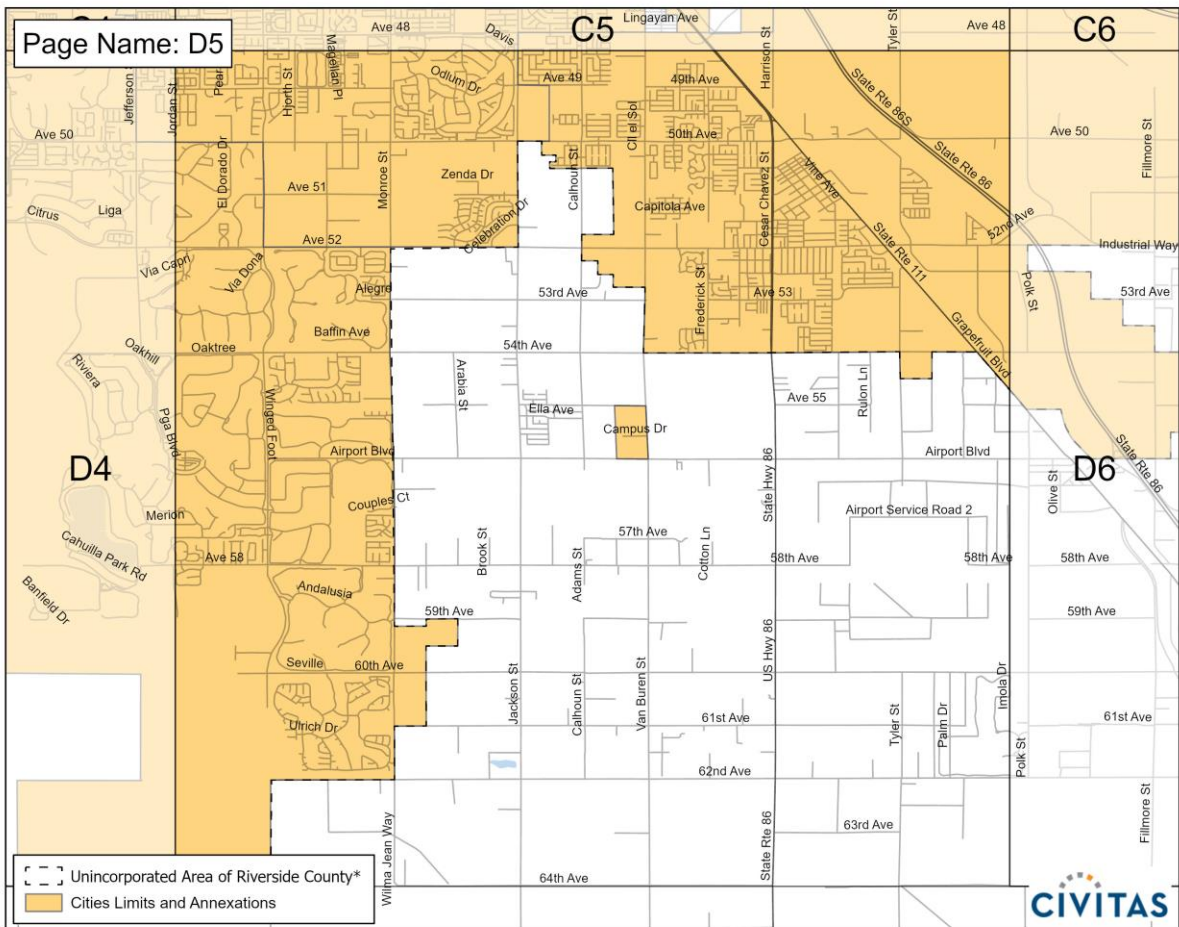 Page Name: D5
C5
C6
Lingayan Ave
Ave 48
Davis
Harrison St
Tyler St
Ave 48
Jefferson St
Jordan St
Hjorth St
Magellan Pl
Odlum Dr
Ave 49
49th Ave
State Rte 86S
Ave 50
El Dorado Dr
Monroe St
Calhoun St
Cll el Sol
50th Ave
Vine Ave
State Rte 86
Ave 50
Fillmore St
Ave 51
Zenda Dr
Capitola Ave
Cesar Chavez St
Citrus
Liga
Ave 52
Celebration Dr
State Rte 111
52nd Ave
Industrial Way
Via Capri
Via Dona
Alegre
53rd Ave
Frederick St
Ave 53
Polk St
53rd Ave
Baffin Ave
Grapefruit Blvd
Riviera
Oakhill
Oaktree
54th Ave
Arabia St
Rulon Ln
Ella Ave
Ave 55
Pga Blvd
Winged Foot
Campus Dr
Airport Blvd
State Hwy 86
Airport Blvd
State Rte 86
D4
D6
Couples Ct
Olive St
Merion
Airport Service Road 2
Cahuilla Park Rd
Ave 58
Brook St
Adams St
57th Ave
Cotton Ln
58th Ave
58th Ave
58th Ave
Banfield Dr
Andalusia
59th Ave
59th Ave
Seville
60th Ave
US Hwy 86
Imola Dr
Ulrich Dr
Jackson St
Calhoun St
Van Buren St
61st Ave
Tyler St
Palm Dr
61st Ave
62nd Ave
Polk St
Wilma Jean Way
State Rte 86
63rd Ave
Fillmore St
64th Ave
Unincorporated Area of Riverside County*
Cities Limits and Annexations
CIVITAS